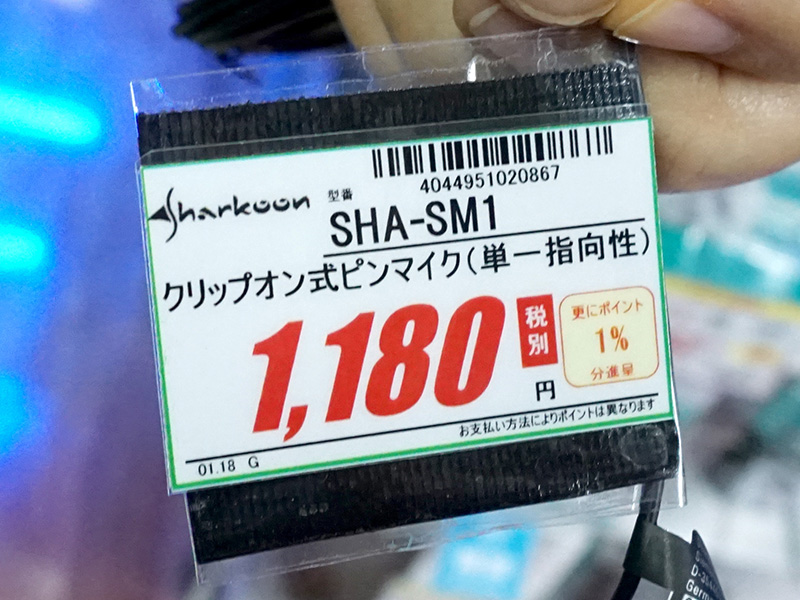 4044951020867
Sharkoon
型番
SHA-SM1
クリップオン式ピンマイク(単一指向性)
1,180
税別
円
更にポイント
1%
分進呈
お支払い方法によりポイントは異なります
01.18 G